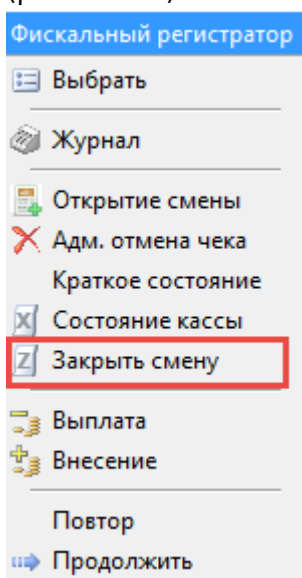 Фискальный регистратор
Выбрать
Журнал
Открытие смены
Адм. отмена чека
Краткое состояние
X Состояние кассы
Z Закрыть смену
Выплата
Внесение
Повтор
Продолжить